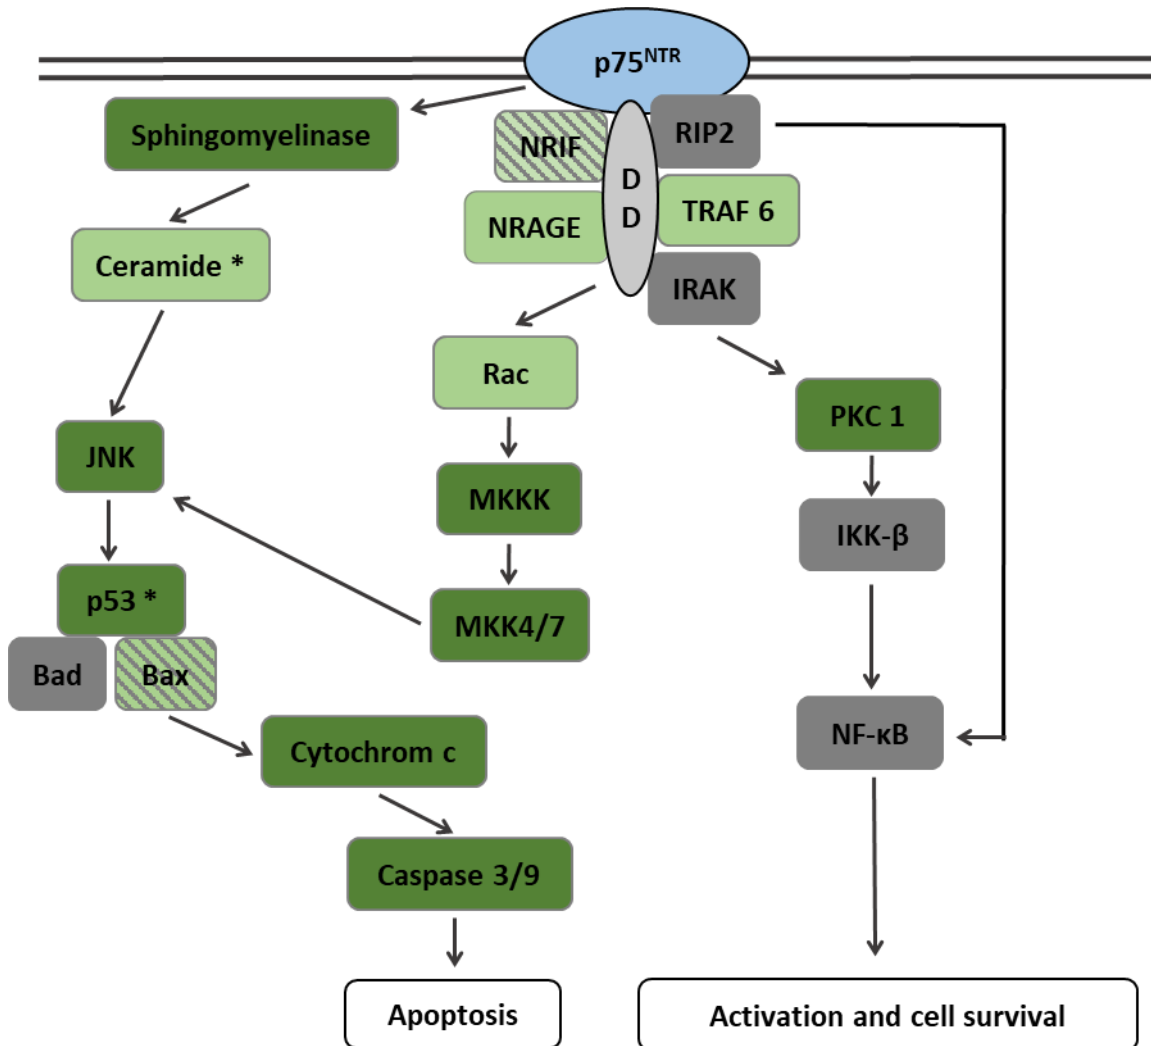 p75NTR
Sphingomyelinase
NRIF
RIP2
D
D
NRAGE
TRAF 6
Ceramide *
IRAK
Rac
PKC 1
JNK
MKKK
IKK-β
p53 *
MKK4/7
Bad
Bax
NF-κB
Cytochrom c
Caspase 3/9
Apoptosis
Activation and cell survival